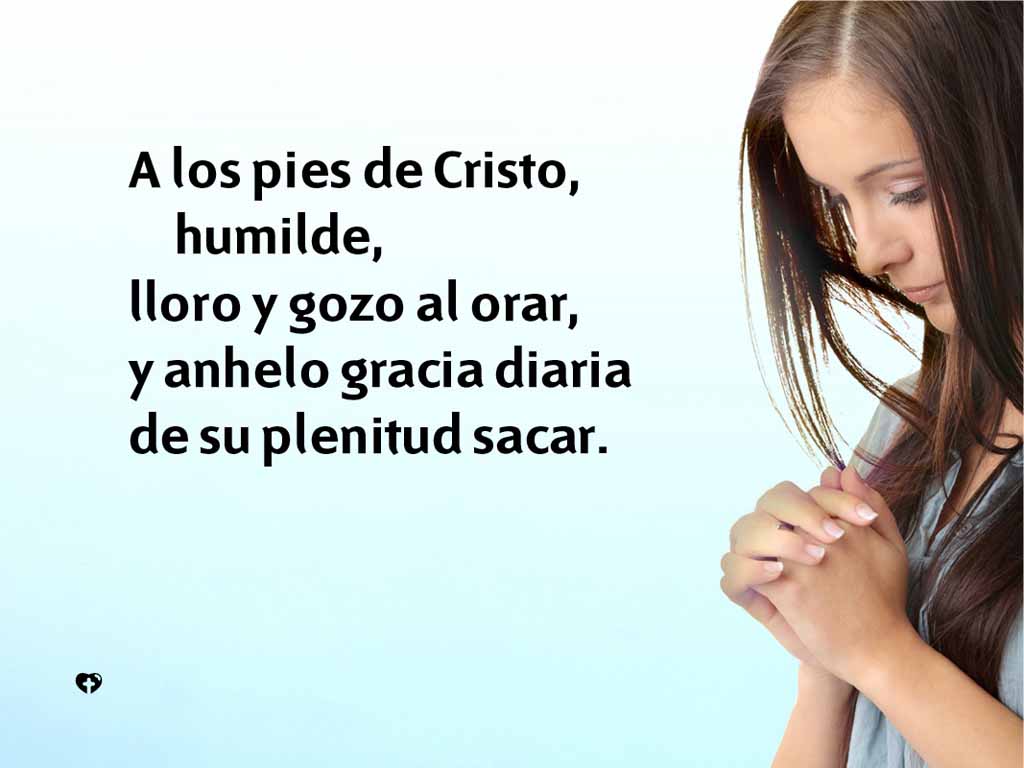 A los pies de Cristo,
humilde,
lloro y gozo al orar,
y anhelo gracia diaria
de su plenitud sacar.